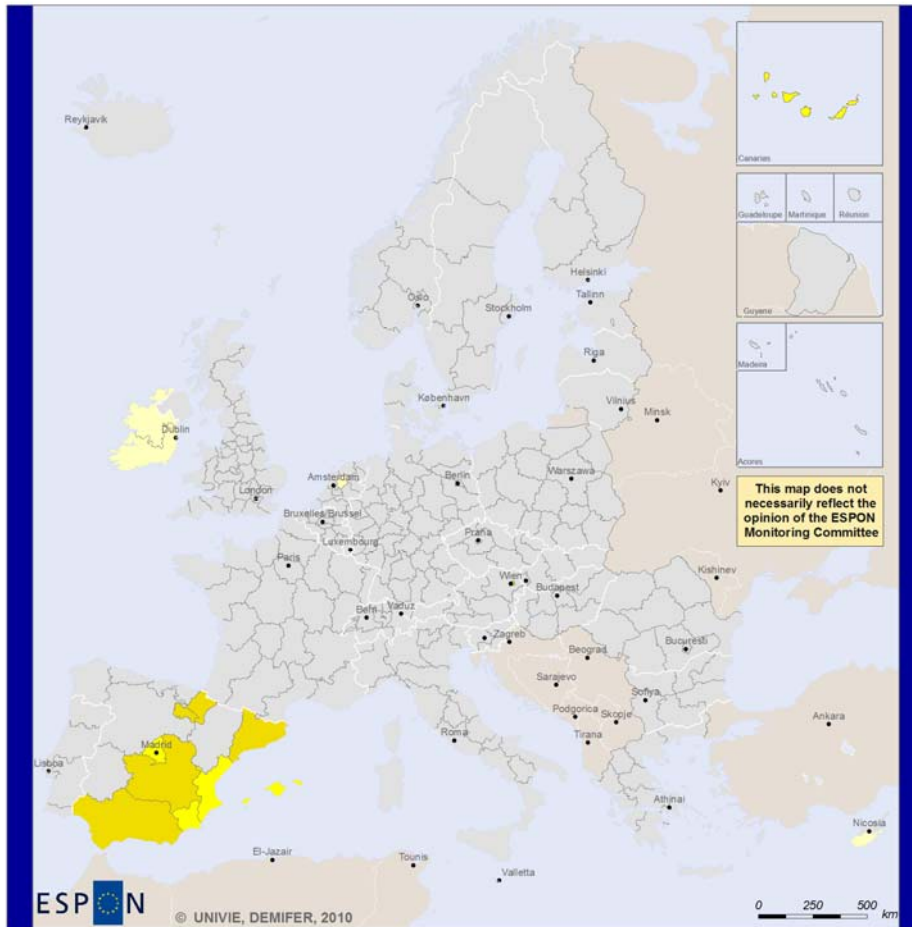 Reykjavik
Canaries
Guadeloupe
Martinique
Réunion
Guyane
Helsinki
Oslo
Tallinn
Stockholm
Madeira
Riga
København
Vilnius
Minsk
Dublin
Acores
Amsterdam
Berlin
Warszawa
London
Kyiv
This map does not
necessarily reflect the
opinion of the ESPON
Monitoring Committee
Bruxelles/Brussel
Luxembourg
Praha
Paris
Kishinev
Wien
Budapest
Bern
Vaduz
Zagreb
Bucuresti
Beograd
Sarajevo
Sofiya
Podgorica
Skopje
Ankara
Madrid
Roma
Tirana
Lisboa
Athinai
Nicosia
El-Jazair
Tounis
Valletta
ESPON
© UNIVIE, DEMIFER, 2010
0 250 500
km